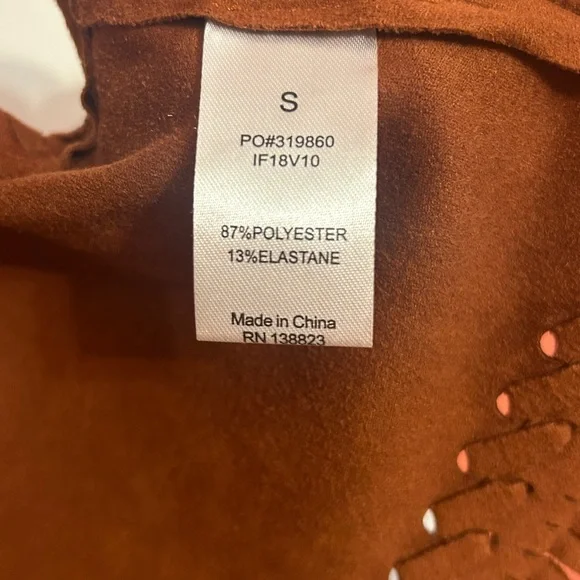 S
PO#319860
IF18V10
87%POLYESTER
13%ELASTANE
Made in China
RN 138823